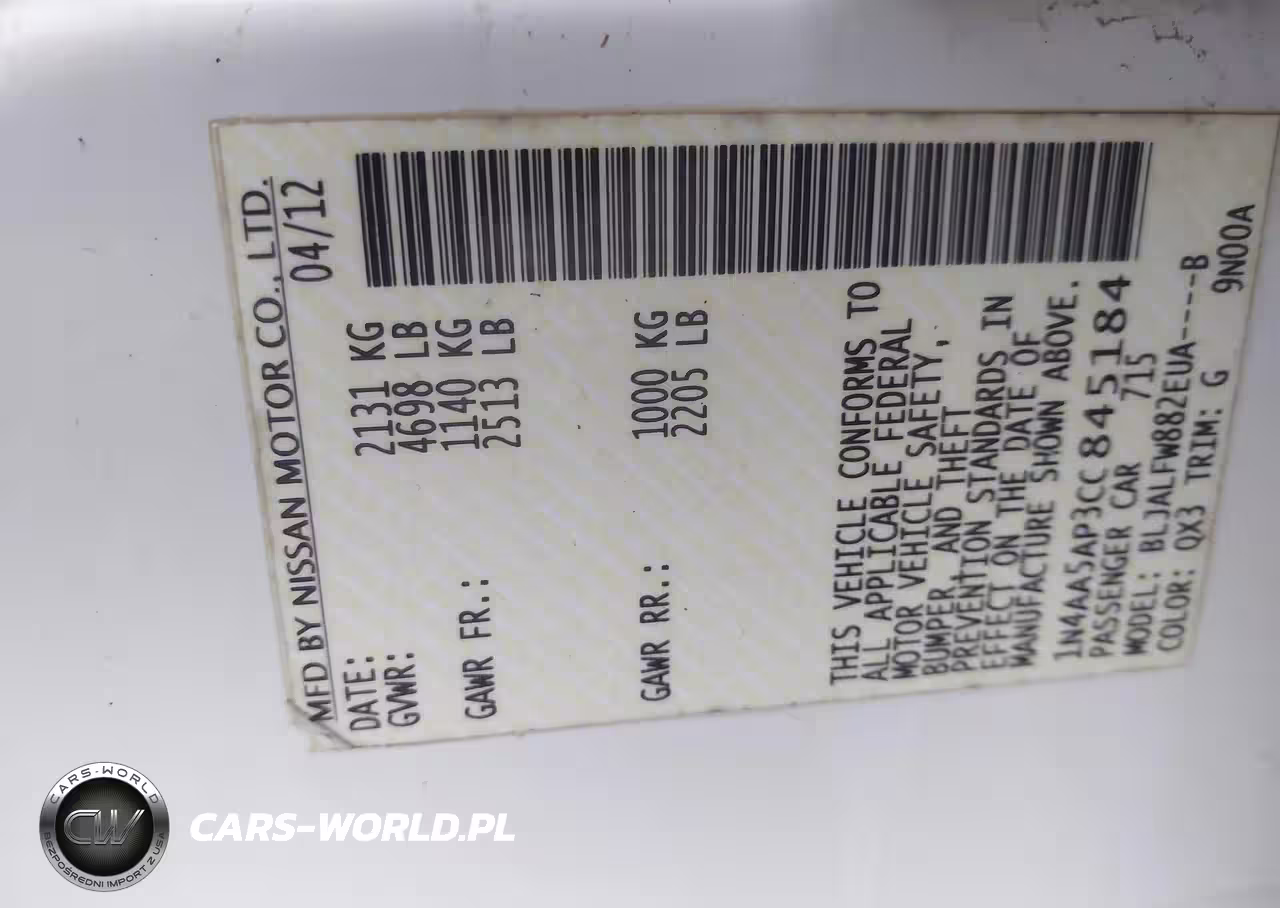 MFD BY NISSAN MOTOR CO., LTD.
DATE: 04/12
GVWR: 2131 KG
4698 LB
GAWR FR.: 1140 KG
2513 LB
GAWR RR.: 1000 KG
2205 LB
THIS VEHICLE CONFORMS TO
ALL APPLICABLE FEDERAL
MOTOR VEHICLE SAFETY,
BUMPER, AND THEFT
PREVENTION STANDARDS IN
EFFECT ON THE DATE OF
MANUFACTURE SHOWN ABOVE.
1N4AA5AP3CC845184
PASSENGER CAR 715
MODEL: BLJALFW882EUA----B
COLOR: QX3 TRIM: G 9N00A
CARS-WORLD
CW
BEZPOŚREDNI IMPORT Z USA
CARS-WORLD.PL